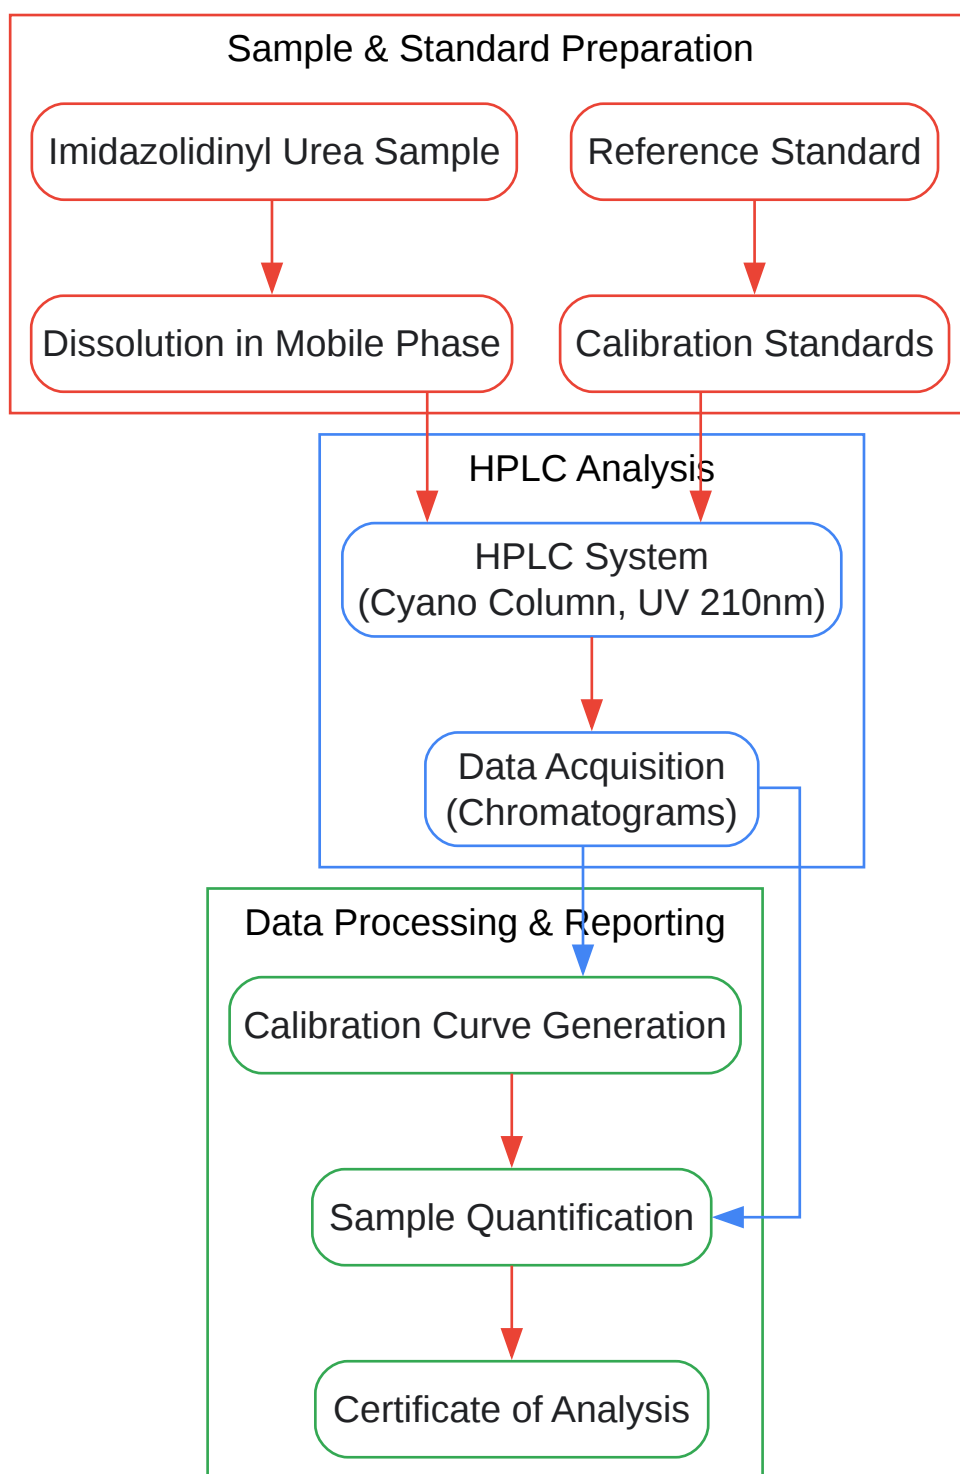 Sample & Standard Preparation
Imidazolidinyl Urea Sample
Reference Standard
Dissolution in Mobile Phase
Calibration Standards
HPLC Analysis
HPLC System
(Cyano Column, UV 210nm)
Data Acquisition
(Chromatograms)
Data Processing & Reporting
Calibration Curve Generation
Sample Quantification
Certificate of Analysis